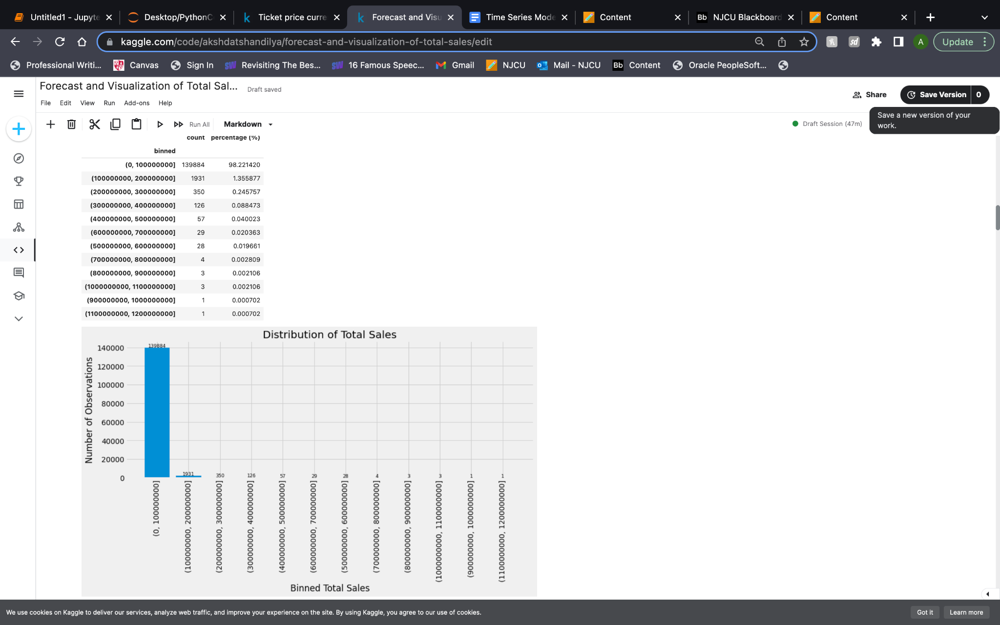 Untitled1 - Jupyte
Desktop/PythonC
Ticket price curre
Forecast and Visu
Time Series Mode
Content
Bb NJCU Blackboard
Content
kaggle.com/code/akshdatshandilya/forecast-and-visualization-of-total-sales/edit
A
Update
Professional Writi...
Canvas
Sign In
SW Revisiting The Bes...
SW 16 Famous Speec...
Gmail
NJCU
Mail - NJCU
Bb Content
Oracle PeopleSoft...
Forecast and Visualization of Total Sal...
Draft saved
File Edit View Run Add-ons Help
Share
Save Version 0
Save a new version of your
work.
Run All
Markdown
Draft Session (47m)
count percentage (%)
binned
(0, 100000000] 139884 98.221420
(100000000, 200000000] 1931 1.355877
(200000000, 300000000] 350 0.245757
(300000000, 400000000] 126 0.088473
(400000000, 500000000] 57 0.040023
(600000000, 700000000] 29 0.020363
(500000000, 600000000] 28 0.019661
(700000000, 800000000] 4 0.002809
(800000000, 900000000] 3 0.002106
(1000000000, 1100000000] 3 0.002106
(900000000, 1000000000] 1 0.000702
(1100000000, 1200000000] 1 0.000702
Distribution of Total Sales
Number of Observations
140000
120000
100000
80000
60000
40000
20000
0
139884
1931
350
126
57
29
28
4
3
3
1
1
(0, 100000000]
(100000000, 200000000]
(200000000, 300000000]
(300000000, 400000000]
(400000000, 500000000]
(600000000, 700000000]
(500000000, 600000000]
(700000000, 800000000]
(800000000, 900000000]
(1000000000, 1100000000]
(900000000, 1000000000]
(1100000000, 1200000000]
Binned Total Sales
We use cookies on Kaggle to deliver our services, analyze web traffic, and improve your experience on the site. By using Kaggle, you agree to our use of cookies.
Got it
Learn more